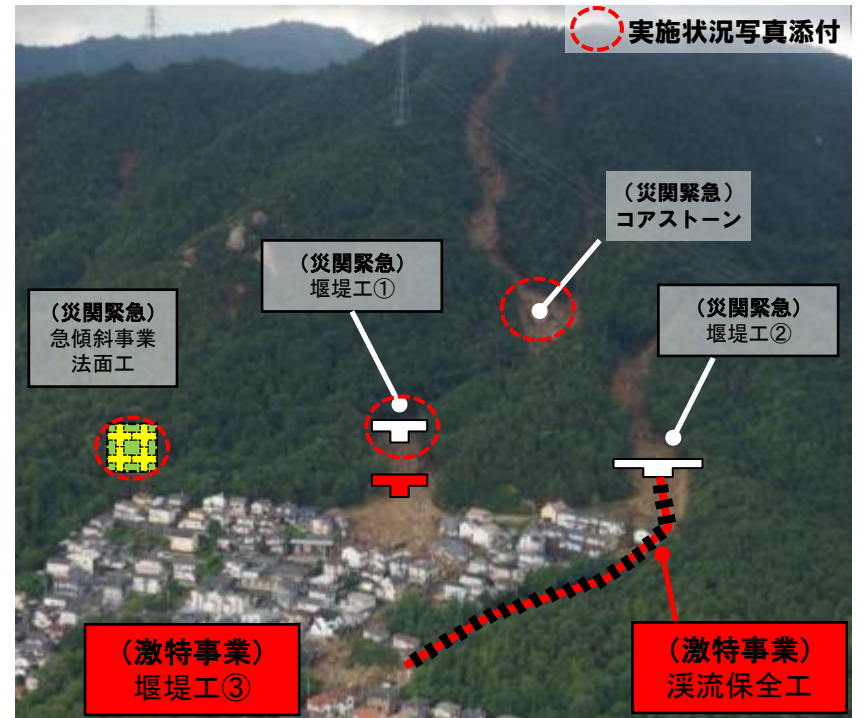 実施状況写真添付
（災関緊急）
コアストーン
（災関緊急）
堰堤工①
（災関緊急）
堰堤工②
（災関緊急）
急傾斜事業
法面工
（激特事業）
堰堤工③
（激特事業）
渓流保全工